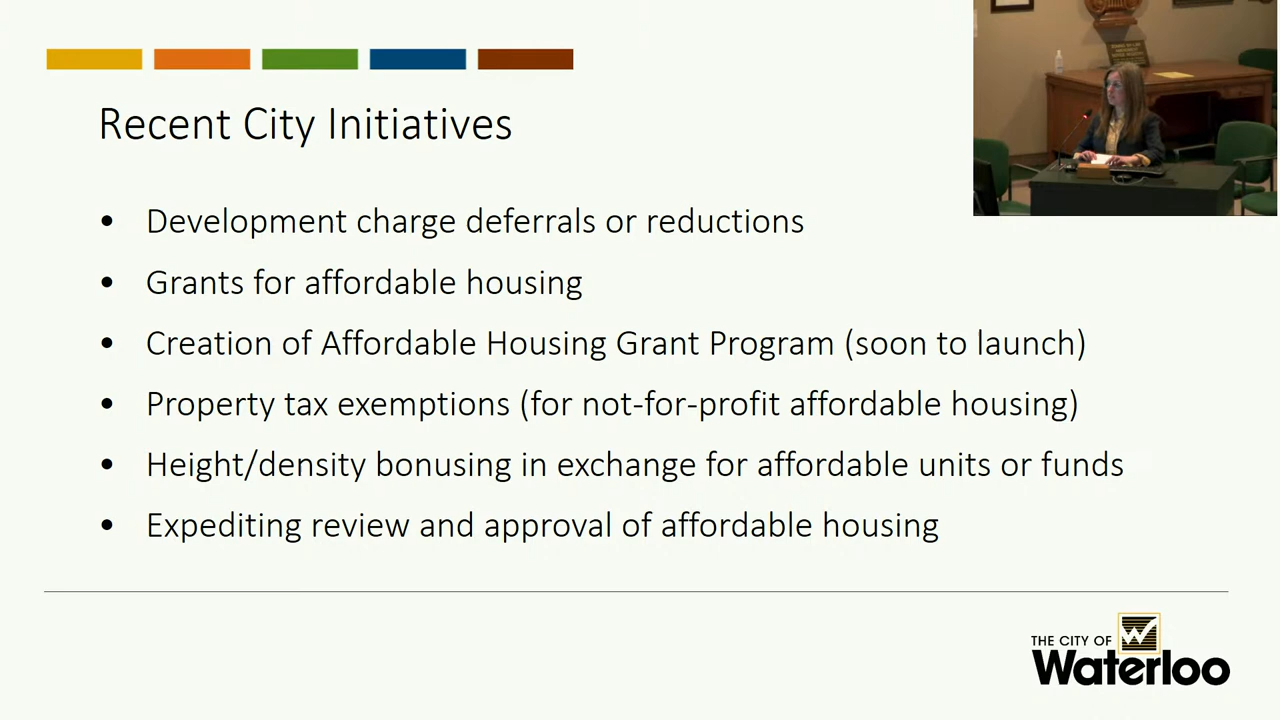 Recent City Initiatives
• Development charge deferrals or reductions
• Grants for affordable housing
• Creation of Affordable Housing Grant Program (soon to launch)
• Property tax exemptions (for not-for-profit affordable housing)
• Height/density bonusing in exchange for affordable units or funds
• Expediting review and approval of affordable housing
THE CITY OF
Waterloo